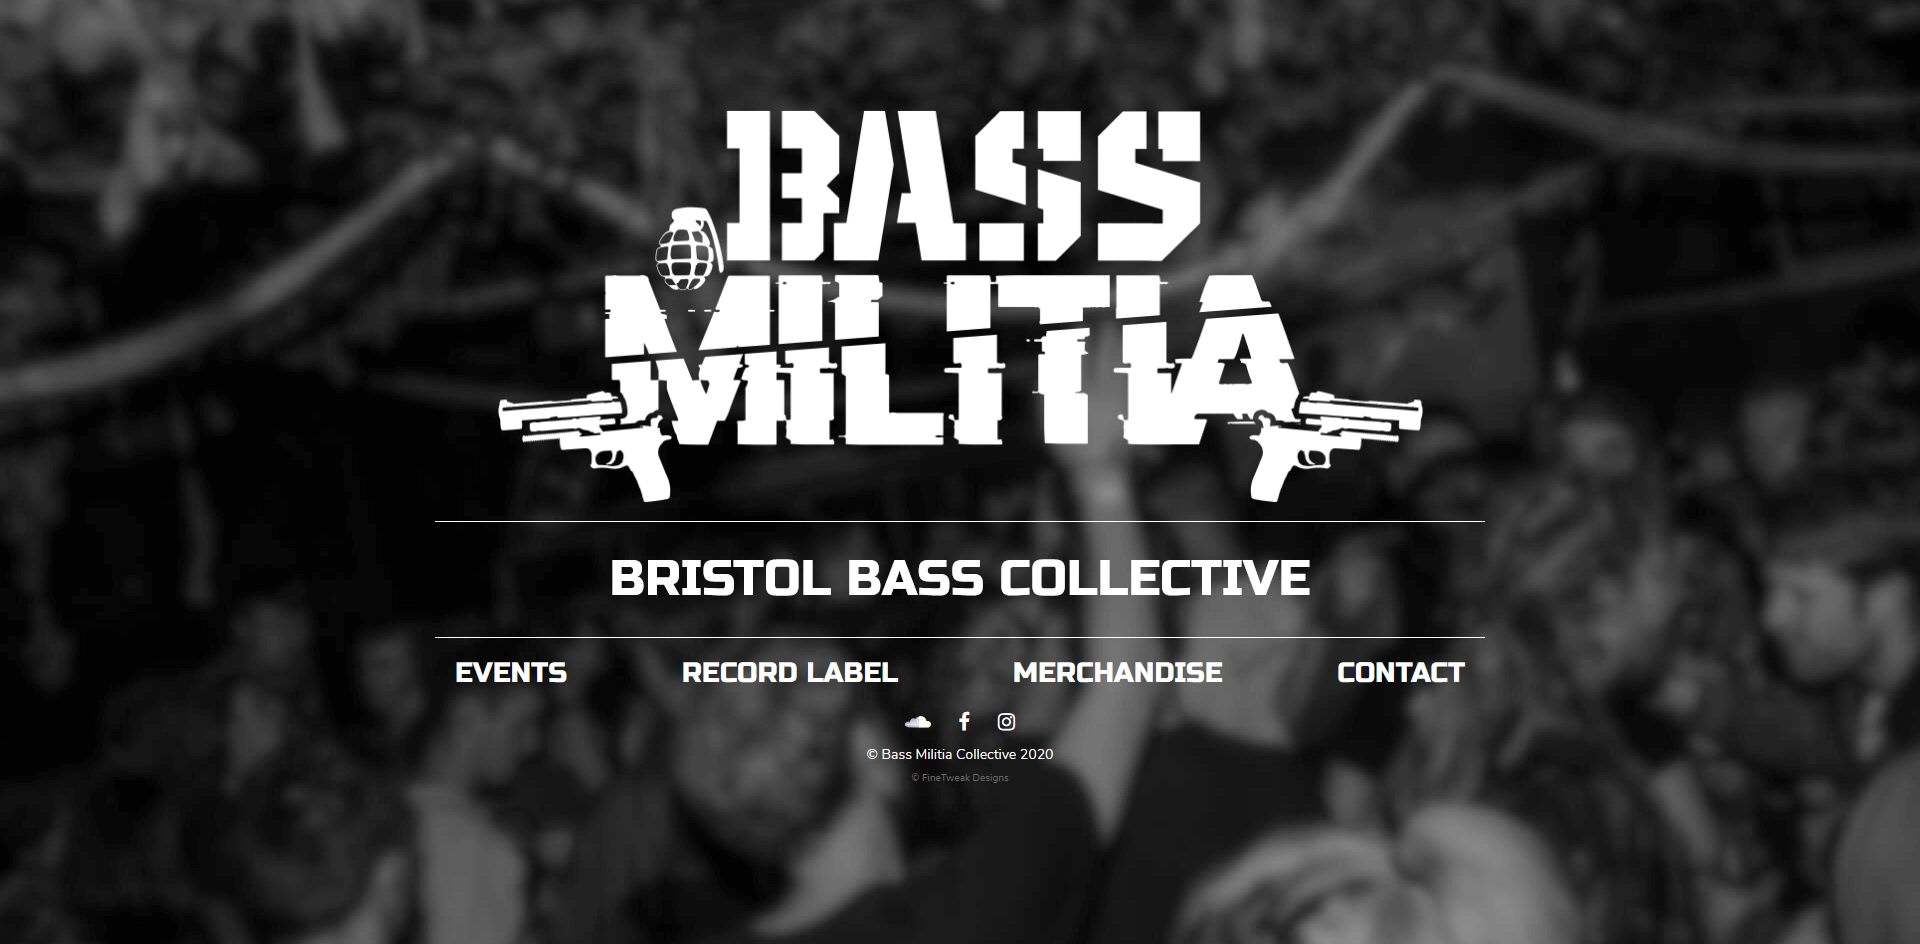 BASS
MILITIA
BRISTOL BASS COLLECTIVE
EVENTS RECORD LABEL MERCHANDISE CONTACT
© Bass Militia Collective 2020
© FineTweak Designs